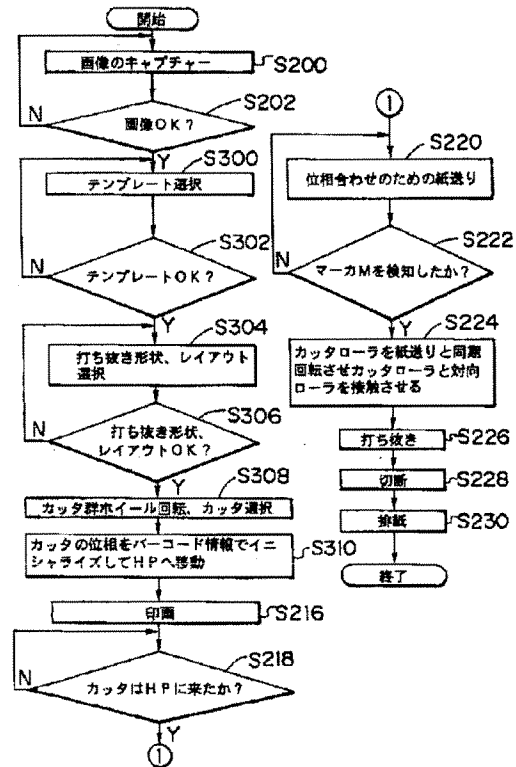 開始
画像のキャプチャー
S200
画像OK?
S202
N
Y
テンプレート選択
S300
テンプレートOK?
S302
N
Y
打ち抜き形状、レイアウト
選択
S304
打ち抜き形状、
レイアウトOK?
S306
N
Y
カッタ群ホイール回転、カッタ選択
S308
カッタの位相をバーコード情報でイニ
シャライズしてHPへ移動
S310
印画
S216
カッタはHPに来たか?
S218
N
Y
1
1
位相合わせのための紙送り
S220
マーカMを検知したか?
S222
N
Y
カッタローラを紙送りと同期
回転させカッタローラと対向
ローラを接触させる
S224
打ち抜き
S226
切断
S228
排紙
S230
終了